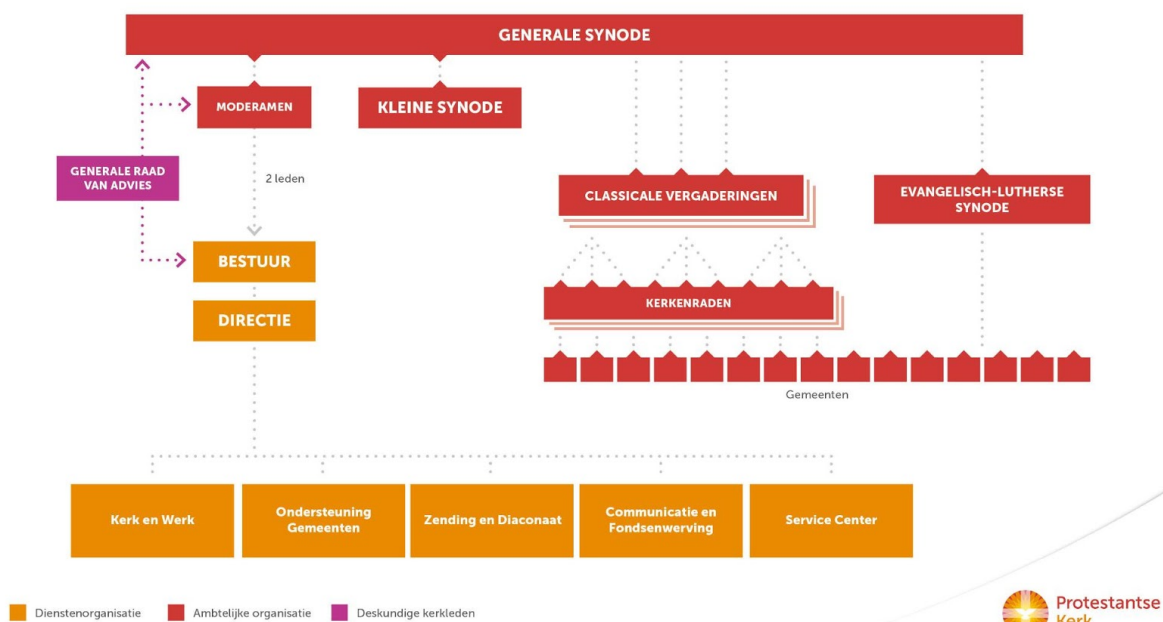 GENERALE SYNODE
MODERAMEN
KLEINE SYNODE
GENERALE RAAD
VAN ADVIES
2 leden
CLASSICALE VERGADERINGEN
EVANGELISCH-LUTHERSE
SYNODE
BESTUUR
KERKENRADEN
DIRECTIE
Gemeenten
Kerk en Werk
Ondersteuning
Gemeenten
Zending en Diaconaat
Communicatie en
Fondsenwerving
Service Center
Dienstenorganisatie
Ambtelijke organisatie
Deskundige kerkleden
Protestantse
Kerk